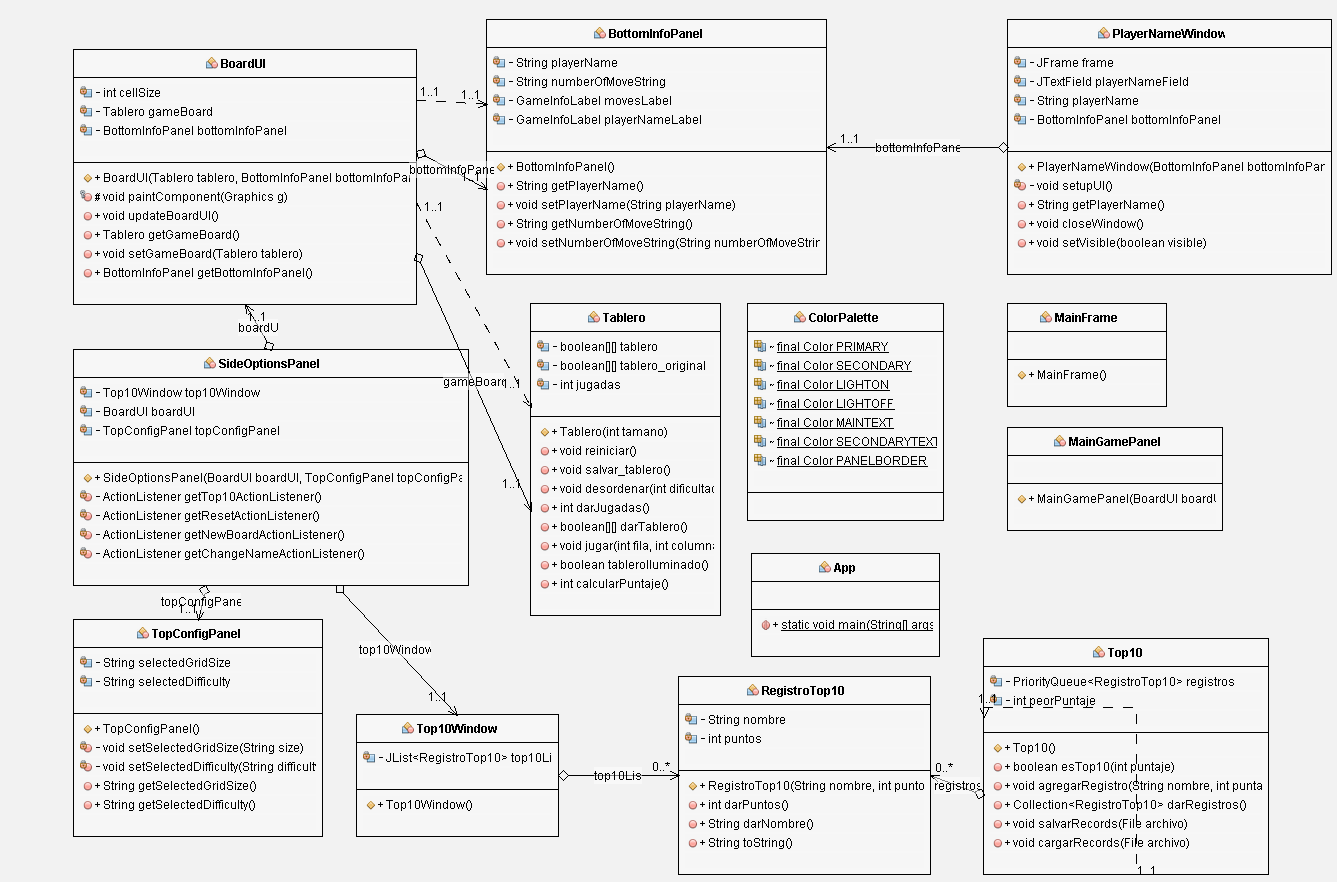 BoardUI
- int cellSize
- Tablero gameBoard
- BottomInfoPanel bottomInfoPanel
+ BoardUI(Tablero tablero, BottomInfoPanel bottomInfoPa
# void paintComponent(Graphics g)
+ void updateBoardUI()
+ Tablero getGameBoard()
+ void setGameBoard(Tablero tablero)
+ BottomInfoPanel getBottomInfoPanel()
1..1
1..1
bottomInfoPane
1..1
1..1
BottomInfoPanel
- String playerName
- String numberOfMoveString
- GameInfoLabel movesLabel
- GameInfoLabel playerNameLabel
+ BottomInfoPanel()
+ String getPlayerName()
+ void setPlayerName(String playerName)
+ String getNumberOfMoveString()
+ void setNumberOfMoveString(String numberOfMoveStrin
1..1
bottomInfoPane
PlayerNameWindow
- JFrame frame
- JTextField playerNameField
- String playerName
- BottomInfoPanel bottomInfoPanel
+ PlayerNameWindow(BottomInfoPanel bottomInfoPar
- void setupUI()
+ String getPlayerName()
+ void closeWindow()
+ void setVisible(boolean visible)
1..1
boardU
SideOptionsPanel
- Top10Window top10Window
- BoardUI boardUI
- TopConfigPanel topConfigPanel
+ SideOptionsPanel(BoardUI boardUI, TopConfigPanel topConfigPa
- ActionListener getTop10ActionListener()
- ActionListener getResetActionListener()
- ActionListener getNewBoardActionListener()
- ActionListener getChangeNameActionListener()
gameBoard
1..1
1..1
Tablero
- boolean[][] tablero
- boolean[][] tablero_original
- int jugadas
+ Tablero(int tamano)
+ void reiniciar()
+ void salvar_tablero()
+ void desordenar(int dificultad
+ int darJugadas()
+ boolean[][] darTablero()
+ void jugar(int fila, int column
+ boolean tableroIluminado()
+ int calcularPuntaje()
ColorPalette
~ final Color PRIMARY
~ final Color SECONDARY
~ final Color LIGHTON
~ final Color LIGHTOFF
~ final Color MAINTEXT
~ final Color SECONDARYTEXT
~ final Color PANELBORDER
MainFrame
+ MainFrame()
MainGamePanel
+ MainGamePanel(BoardUI boardU
App
+ static void main(String[] args
topConfigPane
1..1
TopConfigPanel
- String selectedGridSize
- String selectedDifficulty
+ TopConfigPanel()
- void setSelectedGridSize(String size)
- void setSelectedDifficulty(String difficult
+ String getSelectedGridSize()
+ String getSelectedDifficulty()
top10Window
1..1
Top10Window
- JList<RegistroTop10> top10Li
+ Top10Window()
top10Lis
0..*
RegistroTop10
- String nombre
- int puntos
+ RegistroTop10(String nombre, int punto
+ int darPuntos()
+ String darNombre()
+ String toString()
0..*
registros
Top10
- PriorityQueue<RegistroTop10> registros
- int peorPuntaje
1..1
+ Top10()
+ boolean esTop10(int puntaje)
+ void agregarRegistro(String nombre, int punta
+ Collection<RegistroTop10> darRegistros()
+ void salvarRecords(File archivo)
+ void cargarRecords(File archivo)
1..1